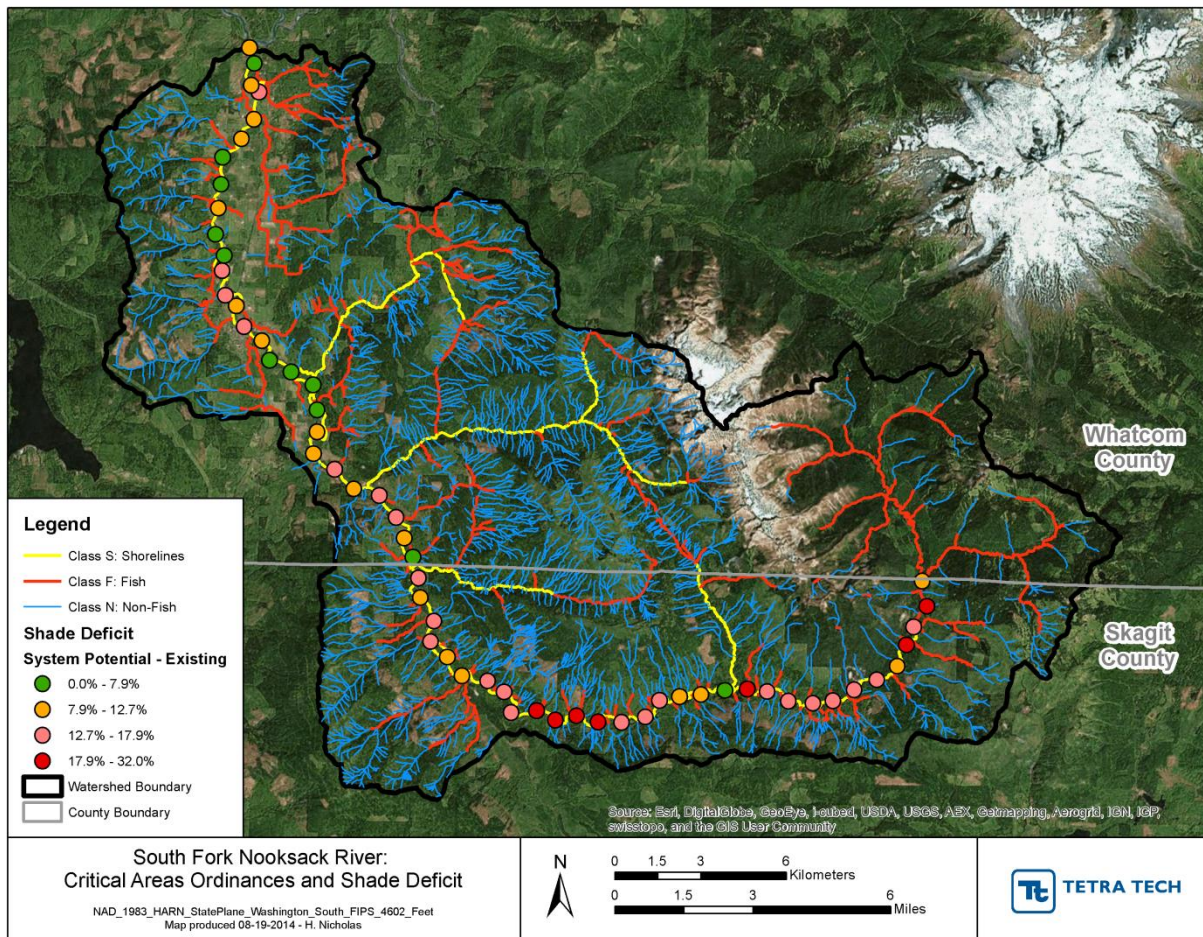 Whatcom
County
Skagit
County
Legend
Class S: Shorelines
Class F: Fish
Class N: Non-Fish
Shade Deficit
System Potential - Existing
0.0% - 7.9%
7.9% - 12.7%
12.7% - 17.9%
17.9% - 32.0%
Watershed Boundary
County Boundary
Source: Esri, DigitalGlobe, GeoEye, i-cubed, USDA, USGS, AEX, Getmapping, Aerogrid, IGN, IGP,
swisstopo, and the GIS User Community
South Fork Nooksack River:
Critical Areas Ordinances and Shade Deficit
NAD_1983_HARN_StatePlane_Washington_South_FIPS_4602_Feet
Map produced 08-19-2014 - H. Nicholas
N
0 1.5 3 6
Kilometers
0 1.5 3 6
Miles
Tt TETRA TECH